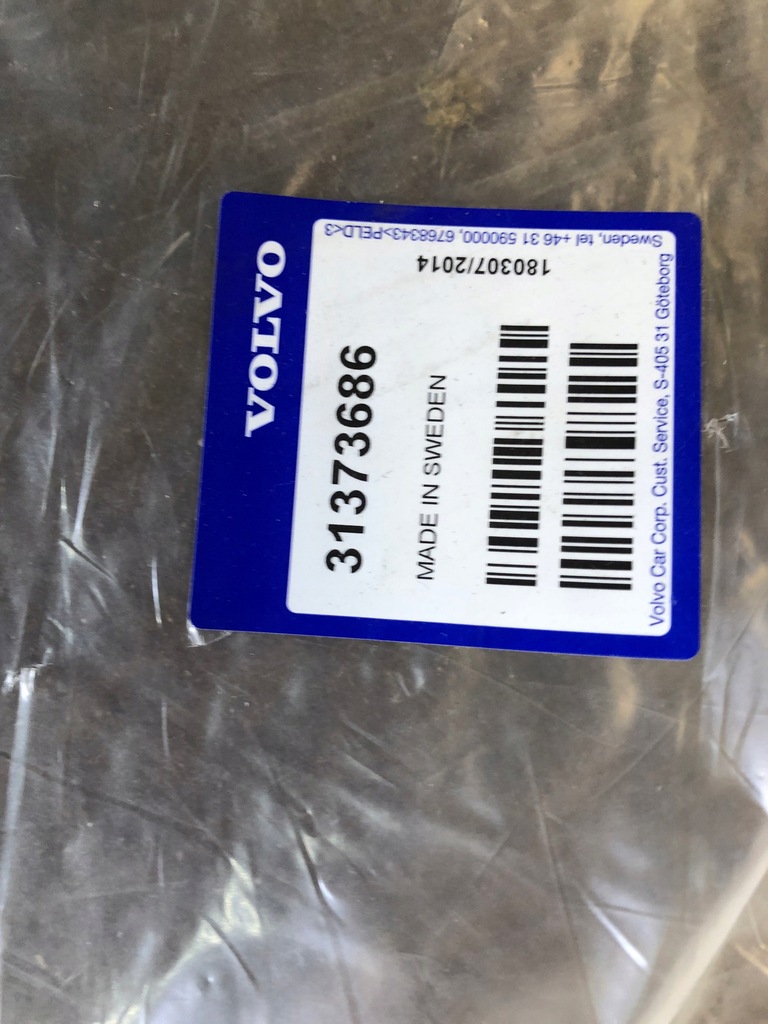 VOLVO
31373686
MADE IN SWEDEN
180307/2014
Volvo Car Corp. Cust. Service, S-405 31 Göteborg
Sweden, tel +46 31 590000, 6768343>PELD<3